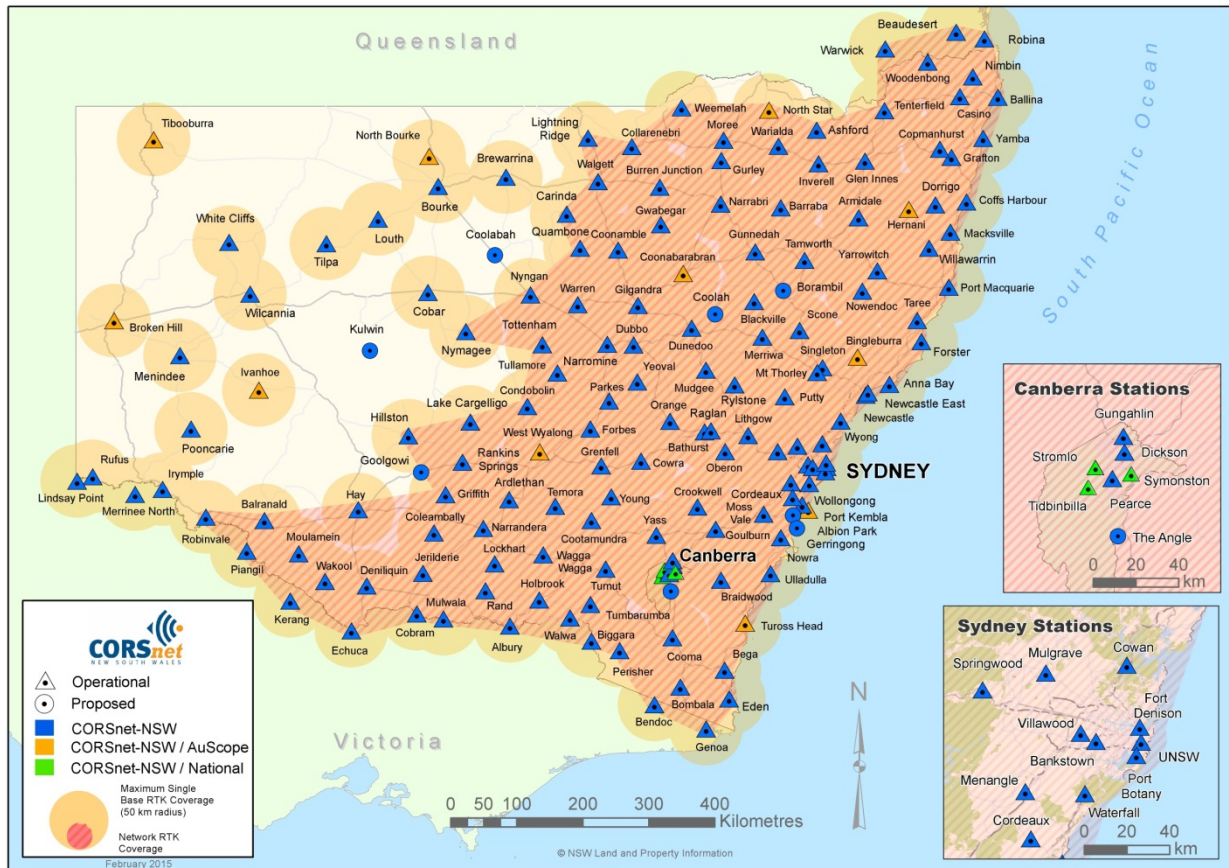 Queensland
Beaudesert
Robina
Warwick
Nimbin
Woodenbong
Tibooburra
North Bourke
Lightning
Ridge
Weemelah
North Star
Tenterfield
Ballina
Casino
Collarenebri
Moree
Warialda
Ashford
Copmanhurst
Yamba
Brewarrina
Walgett
Burren Junction
Gurley
Inverell
Glen Innes
Grafton
Dorrigo
Carinda
Bourke
White Cliffs
Gwabegar
Narrabri
Barraba
Armidale
Coffs Harbour
Hernani
Louth
Coolabah
Quambone
Coonamble
Gunnedah
Tamworth
Macksville
Tilpa
Coonabarabran
Yarrowitch
Willawarrin
Nyngan
Warren
Gilgandra
Borambil
Port Macquarie
Wilcannia
Cobar
Coolah
Nowendoc
Taree
Blackville
Broken Hill
Kulwin
Tottenham
Dubbo
Scone
Nymagee
Dunedoo
Bingleburra
Forster
Menindee
Ivanhoe
Tullamore
Narromine
Yeoval
Merriwa
Singleton
Mt Thorley
Condobolin
Parkes
Mudgee
Anna Bay
Lake Cargelligo
Orange
Rylstone
Putty
Newcastle East
Hillston
Raglan
Lithgow
Newcastle
Pooncarie
West Wyalong
Forbes
Bathurst
Wyong
Goolgowi
Rankins
Springs
Grenfell
Cowra
Oberon
SYDNEY
Rufus
Irymple
Lindsay Point
Merrinee North
Balranald
Hay
Griffith
Ardlethan
Temora
Young
Crookwell
Cordeaux
Wollongong
Moss
Vale
Port Kembla
Robinvale
Moulamein
Coleambally
Narrandera
Cootamundra
Yass
Goulburn
Albion Park
Gerringong
Nowra
Canberra
Piangil
Wakool
Deniliquin
Jerilderie
Lockhart
Wagga
Wagga
Tumut
Ulladulla
Braidwood
Holbrook
Kerang
Mulwala
Rand
Tumbarumba
Tuross Head
Echuca
Cobram
Albury
Walwa
Biggara
Cooma
Bega
Perisher
Bombala
Eden
Bendoc
Genoa
Victoria
South Pacific Ocean
N
0 50 100 200 300 400
Kilometres
© NSW Land and Property Information
CORSnet
NEW SOUTH WALES
Operational
Proposed
CORSnet-NSW
CORSnet-NSW / AuScope
CORSnet-NSW / National
Maximum Single
Base RTK Coverage
(50 km radius)
Network RTK
Coverage
February 2015
Canberra Stations
Gungahlin
Stromlo
Dickson
Symonston
Tidbinbilla
Pearce
The Angle
0 20 40
km
Sydney Stations
Mulgrave
Cowan
Springwood
Fort
Denison
Villawood
UNSW
Bankstown
Menangle
Port
Botany
Waterfall
Cordeaux
0 20 40
km